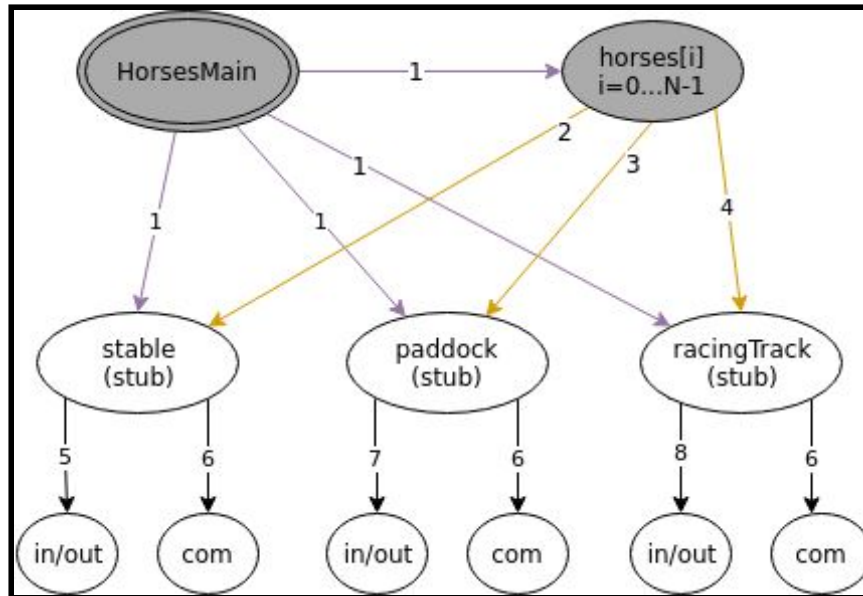 HorsesMain
horses[i]
i=0...N-1
1
2
3
1
4
1
1
stable
(stub)
paddock
(stub)
racingTrack
(stub)
5
6
7
6
8
6
in/out
com
in/out
com
in/out
com